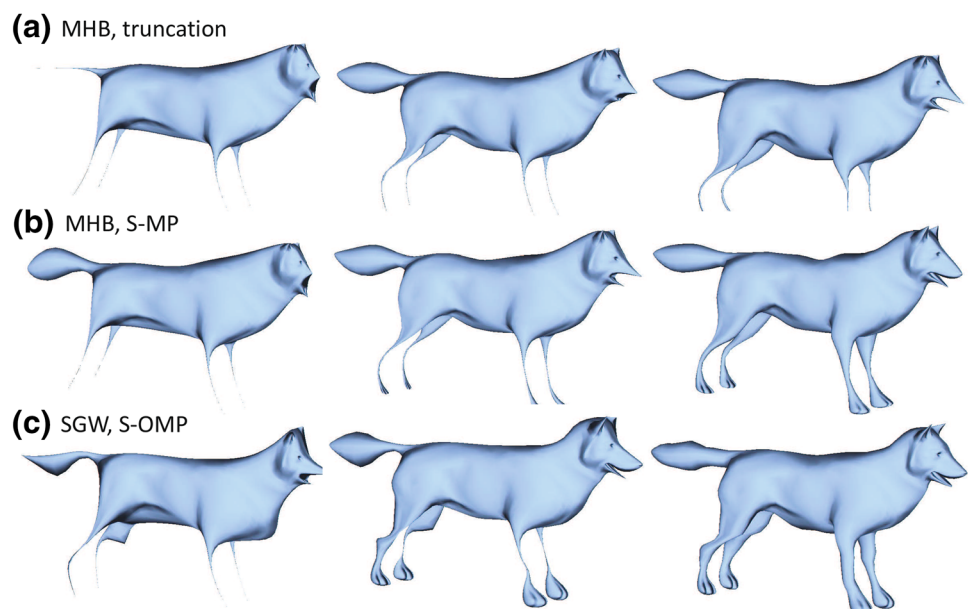 (a) MHB, truncation
(b) MHB, S-MP
(c) SGW, S-OMP